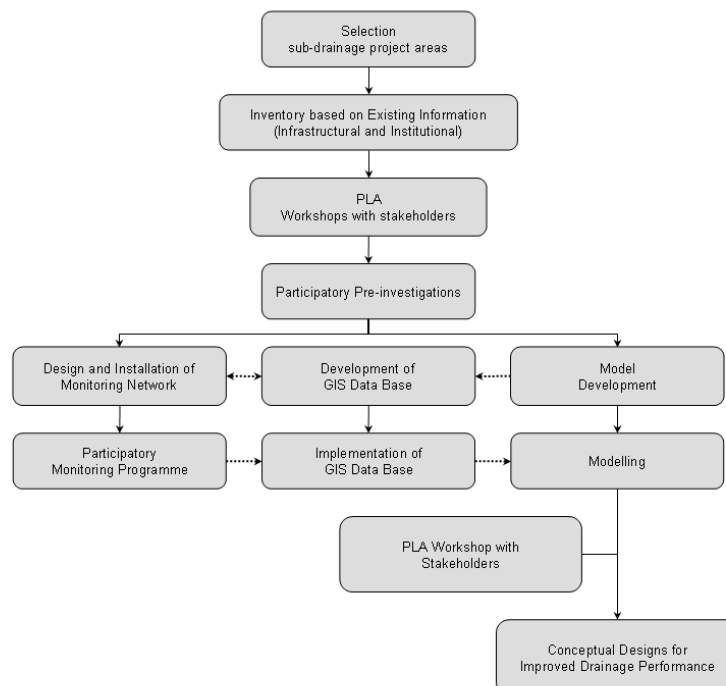 Selection
sub-drainage project areas
Inventory based on Existing Information
(Infrastructural and Institutional)
PLA
Workshops with stakeholders
Participatory Pre-investigations
Design and Installation of
Monitoring Network
Development of
GIS Data Base
Model
Development
Participatory
Monitoring Programme
Implementation of
GIS Data Base
Modelling
PLA Workshop with
Stakeholders
Conceptual Designs for
Improved Drainage Performance